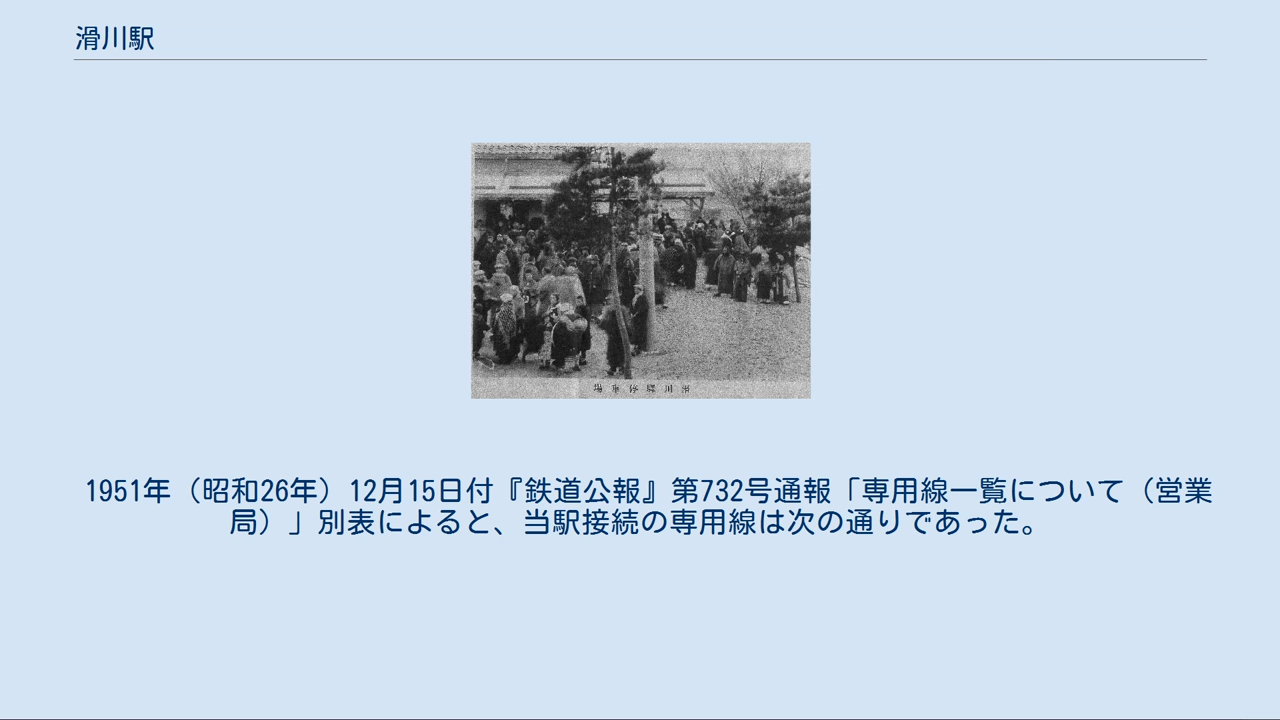 滑川駅
場車停驛川滑
1951年（昭和26年）12月15日付『鉄道公報』第732号通報「専用線一覧について（営業
局）」別表によると、当駅接続の専用線は次の通りであった。